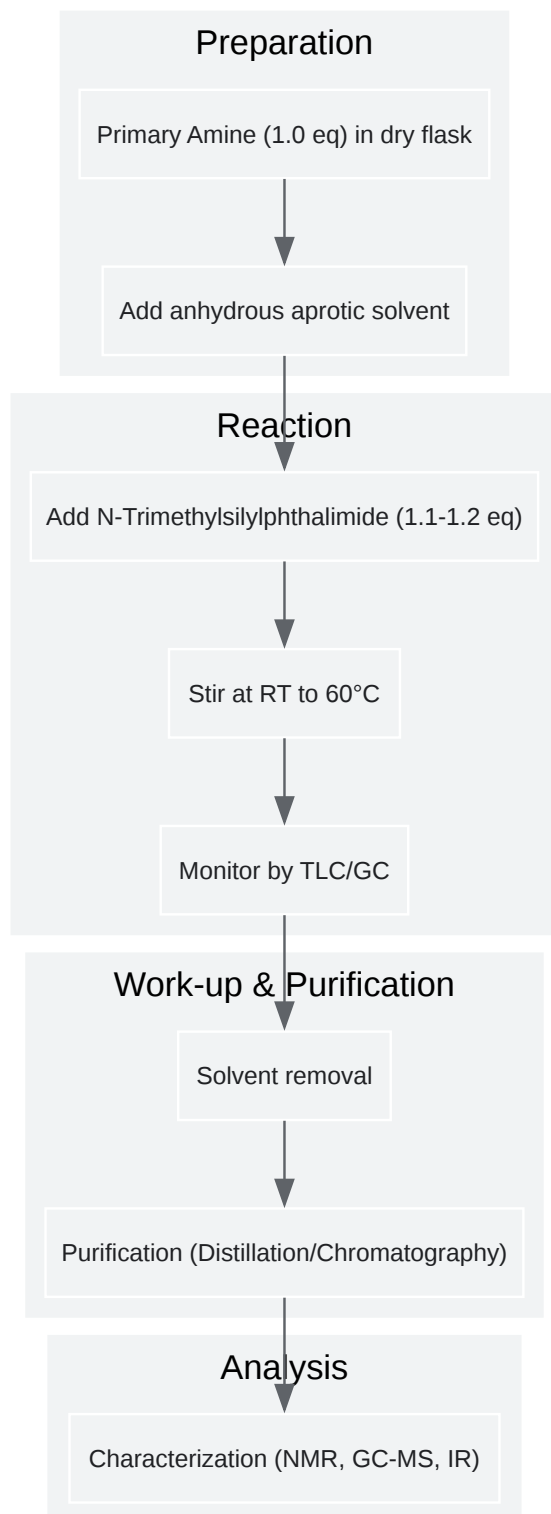 Preparation
Primary Amine (1.0 eq) in dry flask
Add anhydrous aprotic solvent
Reaction
Add N-Trimethylsilylphthalimide (1.1-1.2 eq)
Stir at RT to 60°C
Monitor by TLC/GC
Work-up & Purification
Solvent removal
Purification (Distillation/Chromatography)
Analysis
Characterization (NMR, GC-MS, IR)